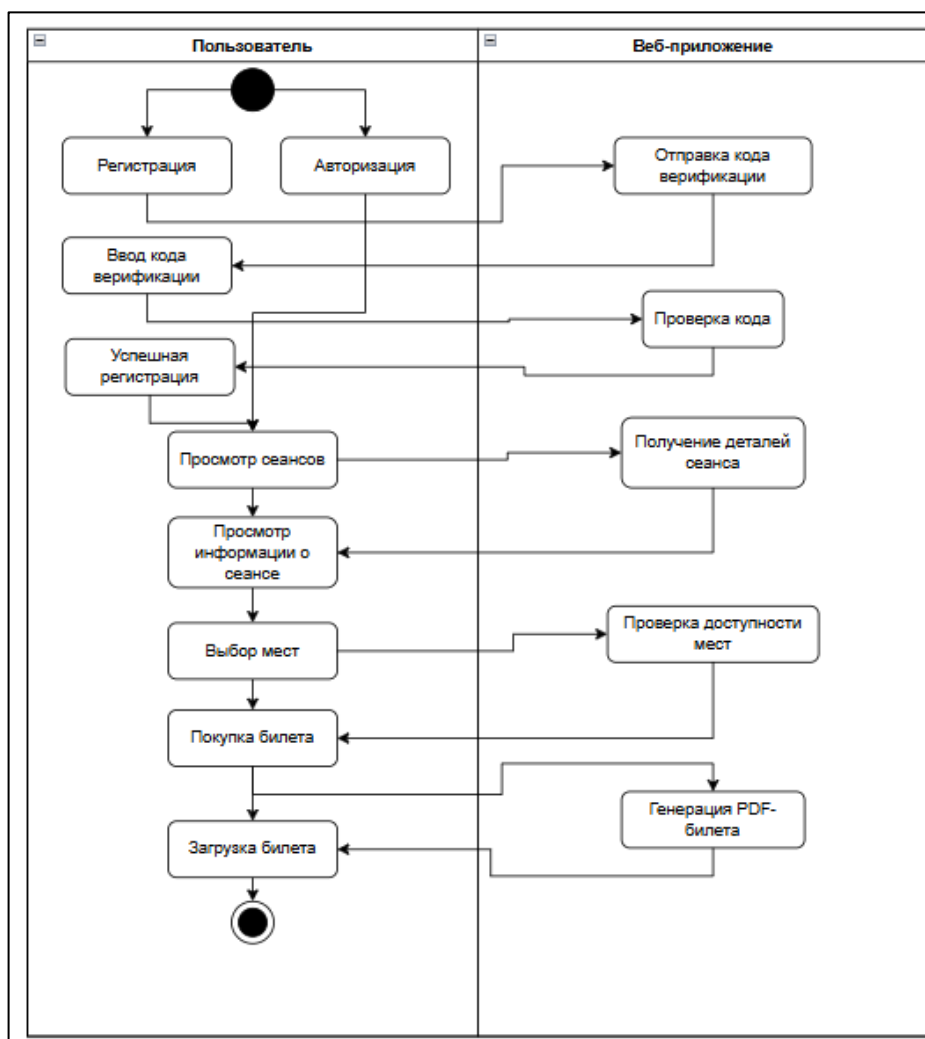 Пользователь
Веб-приложение
Регистрация
Авторизация
Отправка кода
верификации
Ввод кода
верификации
Проверка кода
Успешная
регистрация
Просмотр сеансов
Получение деталей
сеанса
Просмотр
информации о
сеансе
Выбор мест
Проверка доступности
мест
Покупка билета
Генерация PDF-
билета
Загрузка билета